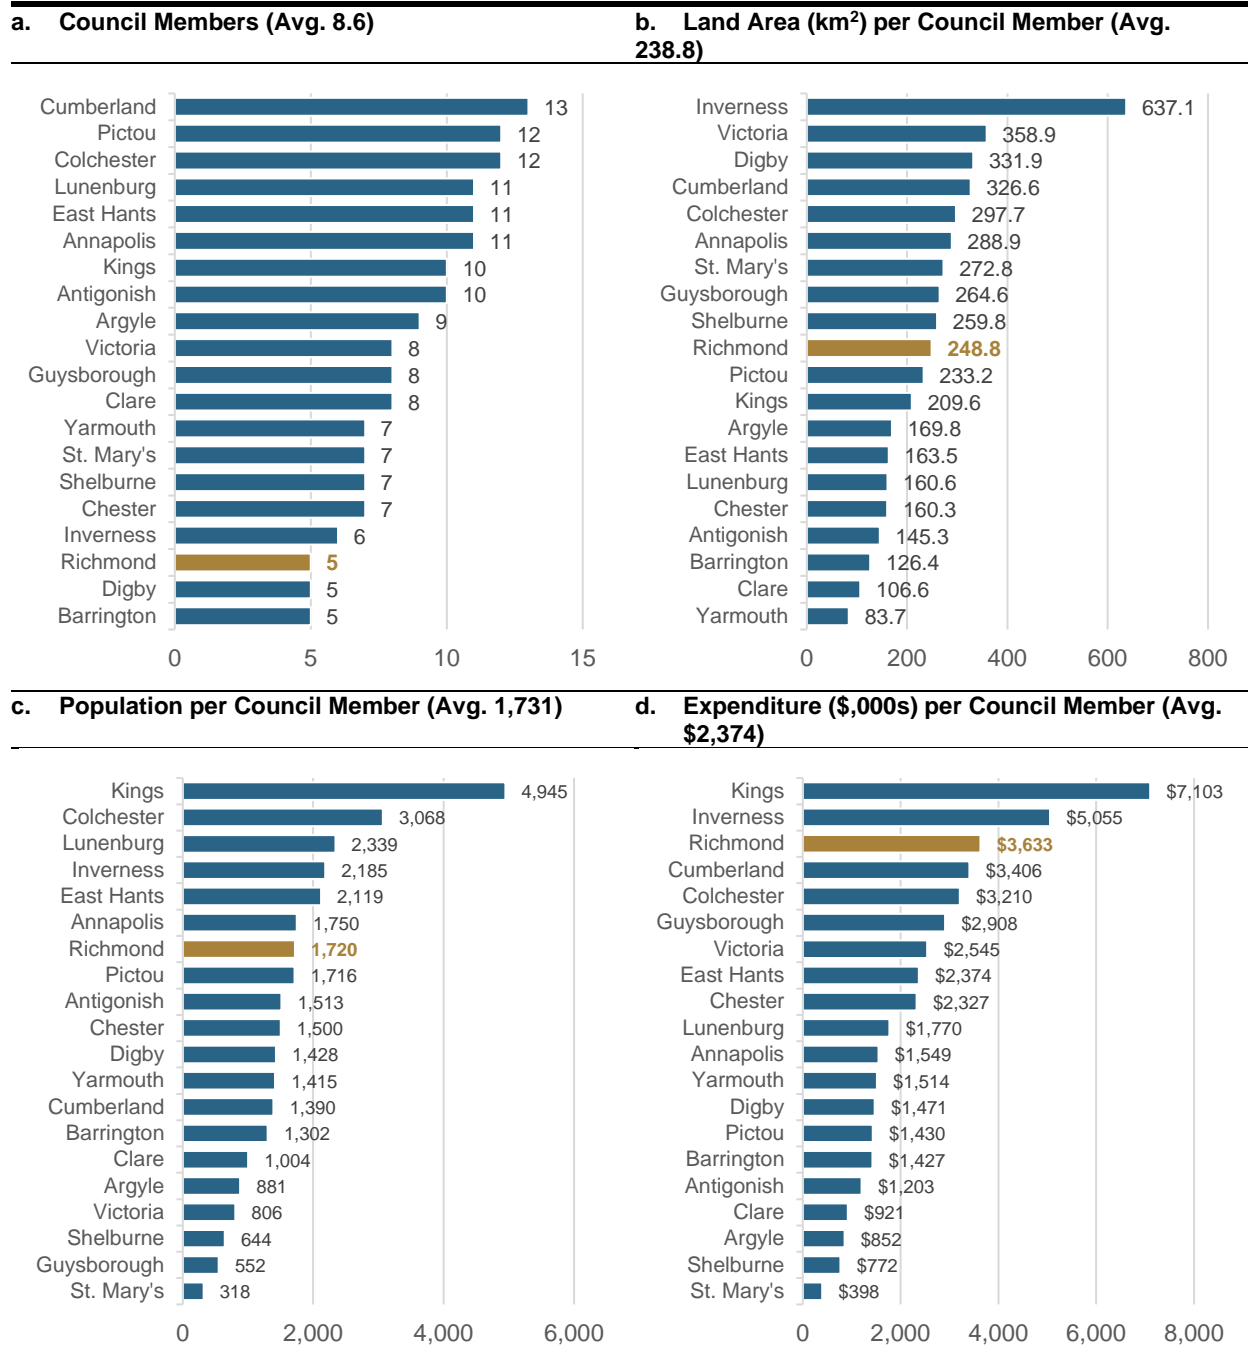 a. Council Members (Avg. 8.6)
b. Land Area (km²) per Council Member (Avg.
238.8)
Cumberland 13
Pictou 12
Colchester 12
Lunenburg 11
East Hants 11
Annapolis 11
Kings 10
Antigonish 10
Argyle 9
Victoria 8
Guysborough 8
Clare 8
Yarmouth 7
St. Mary's 7
Shelburne 7
Chester 7
Inverness 6
Richmond 5
Digby 5
Barrington 5
0 5 10 15
Inverness 637.1
Victoria 358.9
Digby 331.9
Cumberland 326.6
Colchester 297.7
Annapolis 288.9
St. Mary's 272.8
Guysborough 264.6
Shelburne 259.8
Richmond 248.8
Pictou 233.2
Kings 209.6
Argyle 169.8
East Hants 163.5
Lunenburg 160.6
Chester 160.3
Antigonish 145.3
Barrington 126.4
Clare 106.6
Yarmouth 83.7
0 200 400 600 800
c. Population per Council Member (Avg. 1,731)
d. Expenditure ($,000s) per Council Member (Avg.
$2,374)
Kings 4,945
Colchester 3,068
Lunenburg 2,339
Inverness 2,185
East Hants 2,119
Annapolis 1,750
Richmond 1,720
Pictou 1,716
Antigonish 1,513
Chester 1,500
Digby 1,428
Yarmouth 1,415
Cumberland 1,390
Barrington 1,302
Clare 1,004
Argyle 881
Victoria 806
Shelburne 644
Guysborough 552
St. Mary's 318
0 2,000 4,000 6,000
Kings $7,103
Inverness $5,055
Richmond $3,633
Cumberland $3,406
Colchester $3,210
Guysborough $2,908
Victoria $2,545
East Hants $2,374
Chester $2,327
Lunenburg $1,770
Annapolis $1,549
Yarmouth $1,514
Digby $1,471
Pictou $1,430
Barrington $1,427
Antigonish $1,203
Clare $921
Argyle $852
Shelburne $772
St. Mary's $398
0 2,000 4,000 6,000 8,000